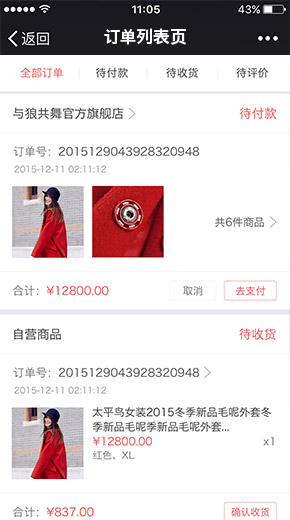 11:05
43%
返回
订单列表页
全部订单 待付款 待收货 待评价
与狼共舞官方旗舰店
待付款
订单号：2015129043928320948
2015-12-11 02:11:12
共6件商品
合计：¥12800.00
取消
去支付
自营商品
待收货
订单号：2015129043928320948
2015-12-11 02:11:12
太平鸟女装2015冬季新品毛呢外套冬
季新品毛呢季新品毛呢外套...
¥12800.00
x1
红色、XL
合计：¥837.00
确认收货